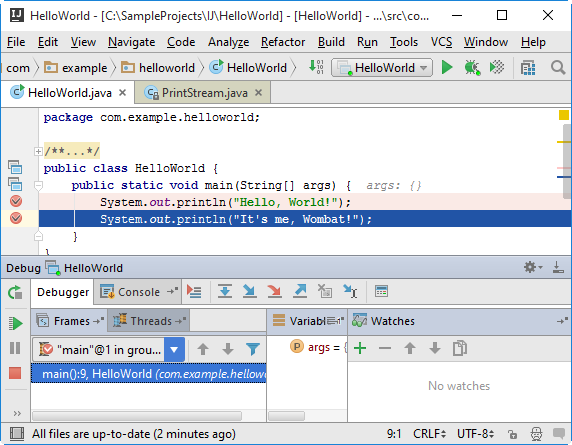 HelloWorld - [C:\SampleProjects\IJ\HelloWorld] - [HelloWorld] - ...\src\co...
File Edit View Navigate Code Analyze Refactor Build Run Tools VCS Window Help
com example helloworld HelloWorld HelloWorld
HelloWorld.java PrintStream.java
package com.example.helloworld;
/**...*/
public class HelloWorld {
public static void main(String[] args) { args: {}
System.out.println("Hello, World!");
System.out.println("It's me, Wombat!");
}
}
Debug HelloWorld
Debugger Console
Frames Threads Variabl Watches
"main"@1 in grou... args = {
main():9, HelloWorld (com.example.hellow
No watches
All files are up-to-date (2 minutes ago) 9:1 CRLF UTF-8